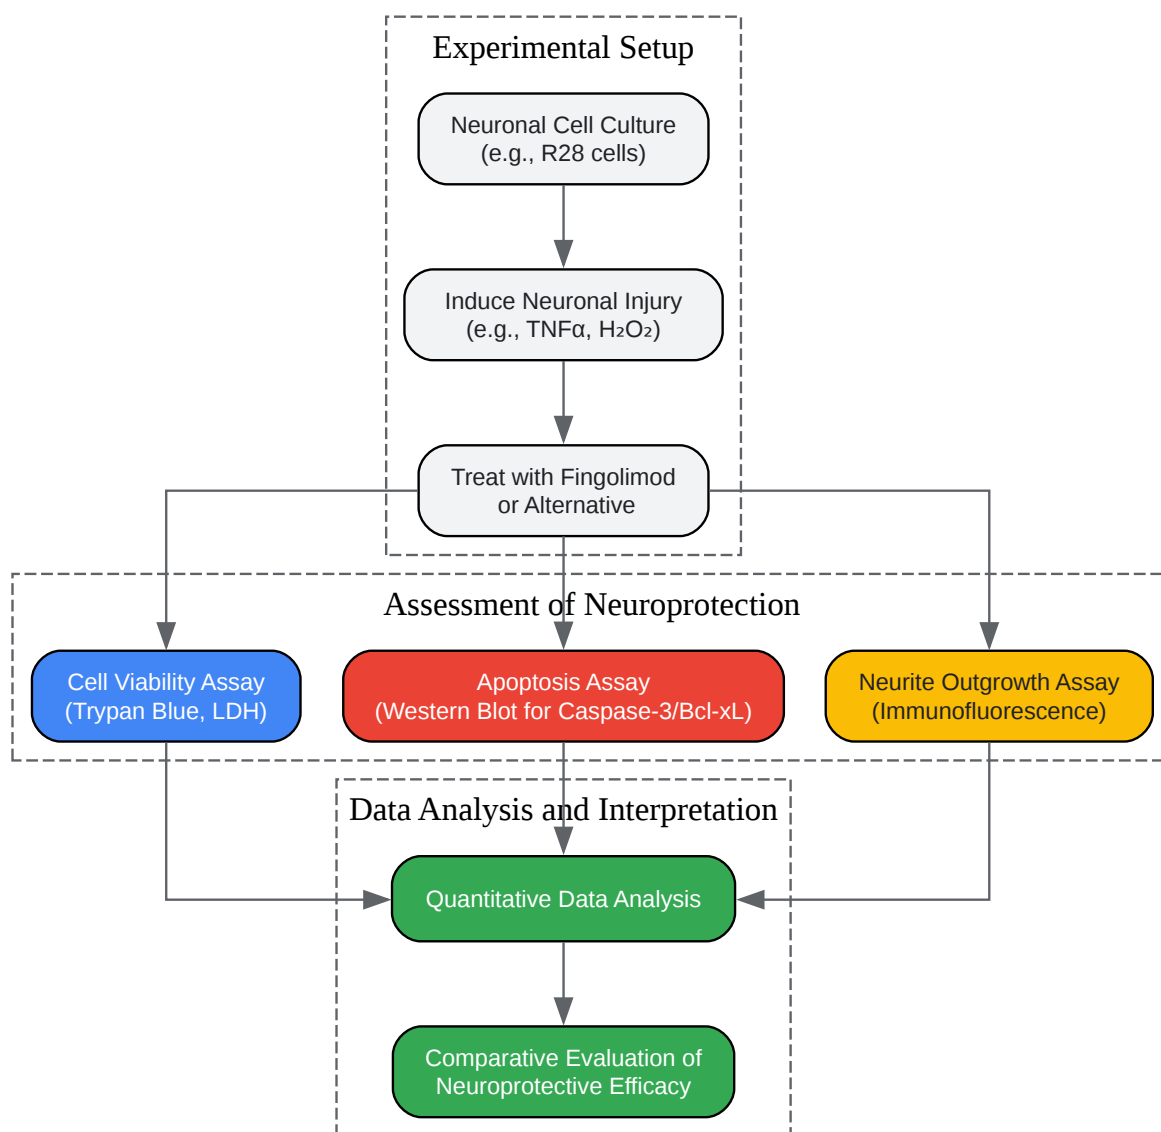 Experimental Setup
Neuronal Cell Culture
(e.g., R28 cells)
Induce Neuronal Injury
(e.g., TNFα, H₂O₂)
Treat with Fingolimod
or Alternative
Assessment of Neuroprotection
Cell Viability Assay
(Trypan Blue, LDH)
Apoptosis Assay
(Western Blot for Caspase-3/Bcl-xL)
Neurite Outgrowth Assay
(Immunofluorescence)
Data Analysis and Interpretation
Quantitative Data Analysis
Comparative Evaluation of
Neuroprotective Efficacy